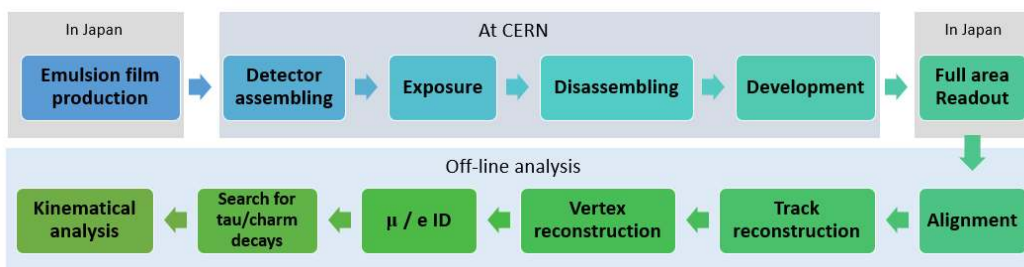 In Japan
At CERN
In Japan
Emulsion film
production
Detector
assembling
Exposure
Disassembling
Development
Full area
Readout
Off-line analysis
Kinematical
analysis
Search for
tau/charm
decays
μ / e ID
Vertex
reconstruction
Track
reconstruction
Alignment